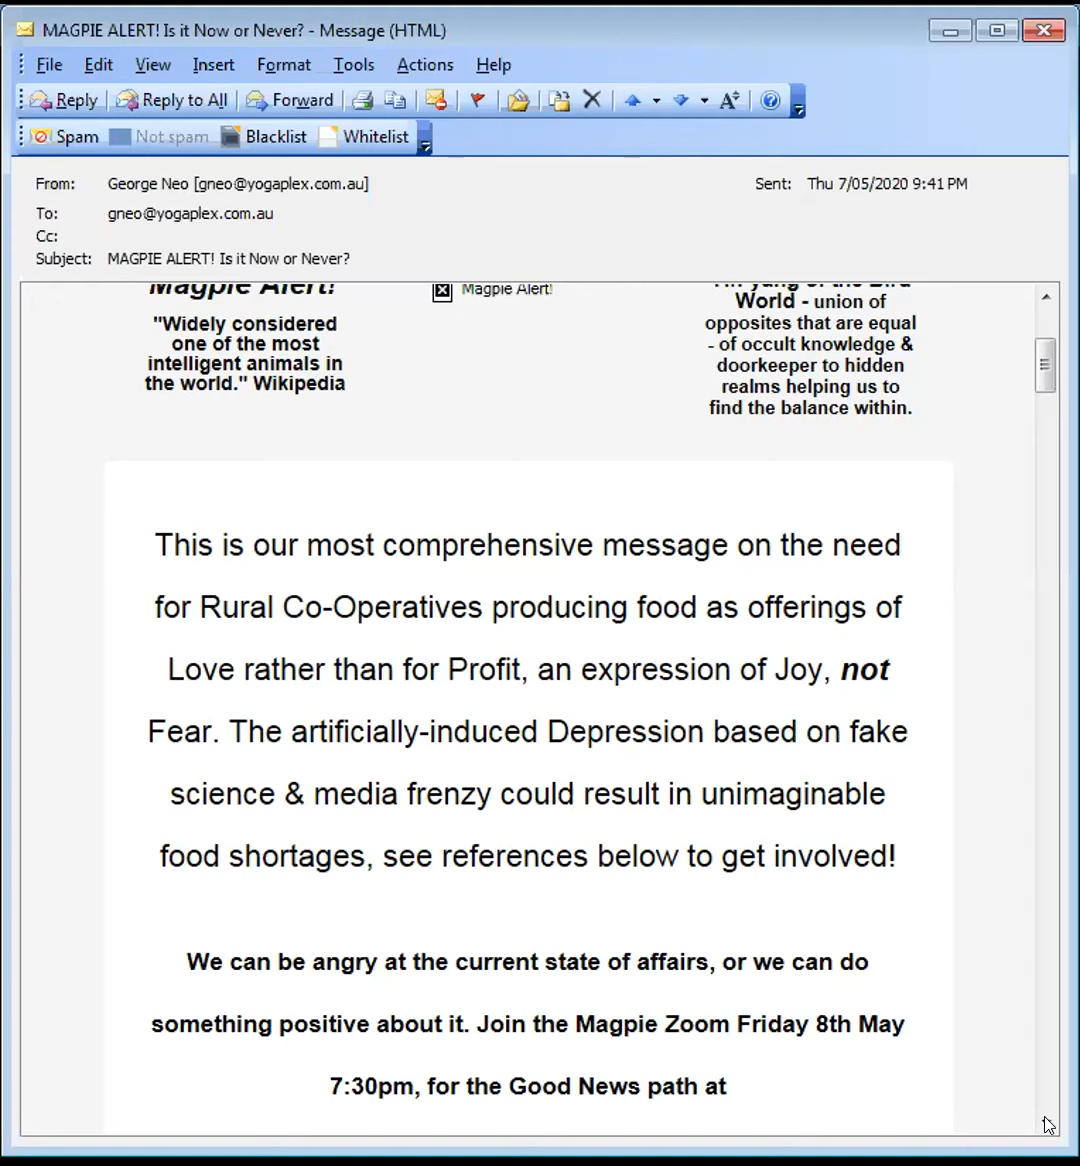 MAGPIE ALERT! Is it Now or Never? - Message (HTML)
File Edit View Insert Format Tools Actions Help
Reply Reply to All Forward
Spam Not spam Blacklist Whitelist
From: George Neo [gneo@yogaplex.com.au] Sent: Thu 7/05/2020 9:41 PM
To: gneo@yogaplex.com.au
Cc:
Subject: MAGPIE ALERT! Is it Now or Never?
Magpie Alert!
"Widely considered
one of the most
intelligent animals in
the world." Wikipedia
Magpie Alert!
World - union of
opposites that are equal
- of occult knowledge &
doorkeeper to hidden
realms helping us to
find the balance within.
This is our most comprehensive message on the need
for Rural Co-Operatives producing food as offerings of
Love rather than for Profit, an expression of Joy, not
Fear. The artificially-induced Depression based on fake
science & media frenzy could result in unimaginable
food shortages, see references below to get involved!
We can be angry at the current state of affairs, or we can do
something positive about it. Join the Magpie Zoom Friday 8th May
7:30pm, for the Good News path at